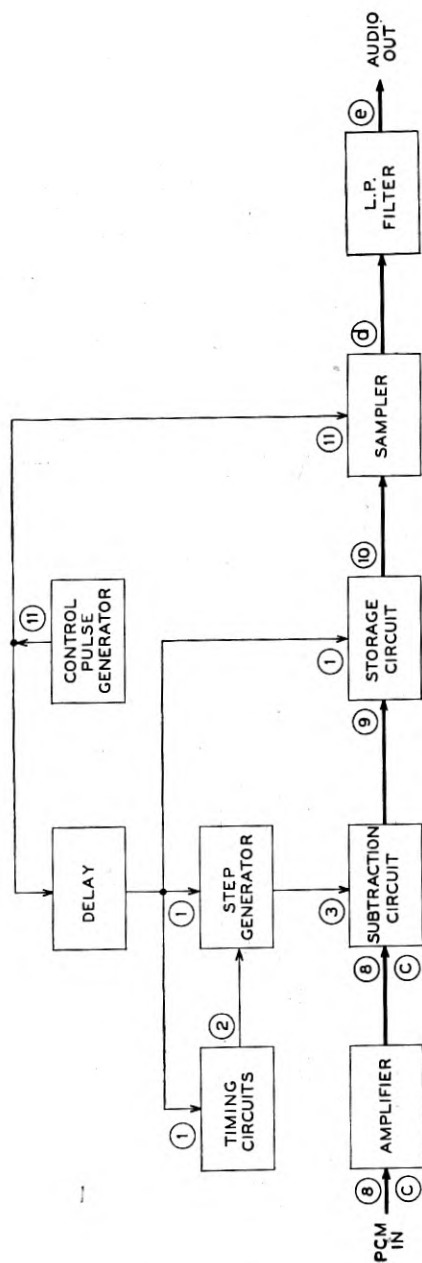 11
CONTROL
PULSE
GENERATOR
DELAY
1
1
2
1
STEP
GENERATOR
TIMING
CIRCUITS
3
1
11
PCM
IN
8
C
AMPLIFIER
8
C
SUBTRACTION
CIRCUIT
9
STORAGE
CIRCUIT
10
SAMPLER
d
L.P.
FILTER
e
AUDIO
OUT